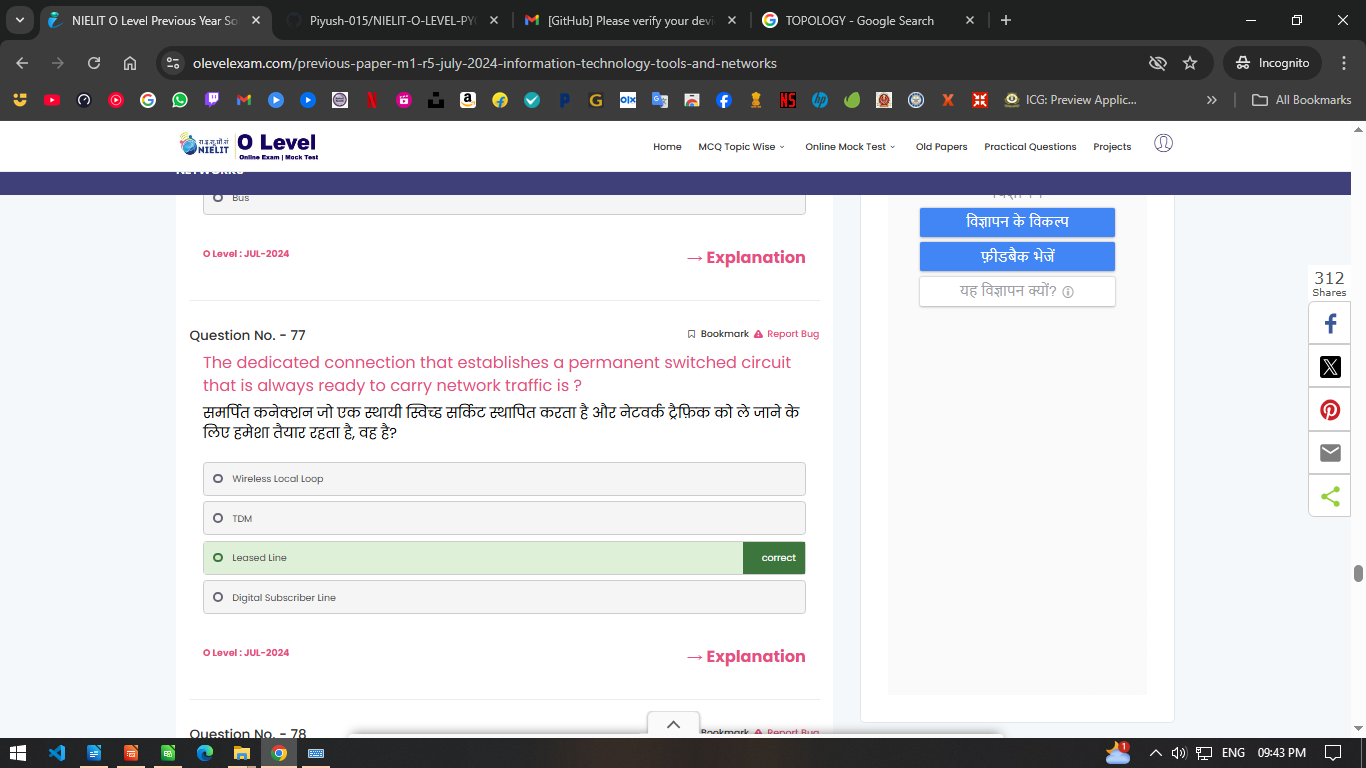 NIELIT O Level Previous Year So
Piyush-015/NIELIT-O-LEVEL-PY
[GitHub] Please verify your devi
TOPOLOGY - Google Search
olevelexam.com/previous-paper-m1-r5-july-2024-information-technology-tools-and-networks
Incognito
ICG: Preview Applic...
All Bookmarks
NIELIT
O Level
Online Exam | Mock Test
Home
MCQ Topic Wise
Online Mock Test
Old Papers
Practical Questions
Projects
NETWORKS
Bus
O Level : JUL-2024
→ Explanation
विज्ञापन के विकल्प
फ़ीडबैक भेजें
यह विज्ञापन क्यों?
312
Shares
Question No. - 77
Bookmark
Report Bug
The dedicated connection that establishes a permanent switched circuit
that is always ready to carry network traffic is ?
समर्पित कनेक्शन जो एक स्थायी स्विच्ड सर्किट स्थापित करता है और नेटवर्क ट्रैफ़िक को ले जाने के
लिए हमेशा तैयार रहता है, वह है?
Wireless Local Loop
TDM
Leased Line
correct
Digital Subscriber Line
O Level : JUL-2024
→ Explanation
Question No. - 78
Bookmark
Report Bug
ENG
09:43 PM